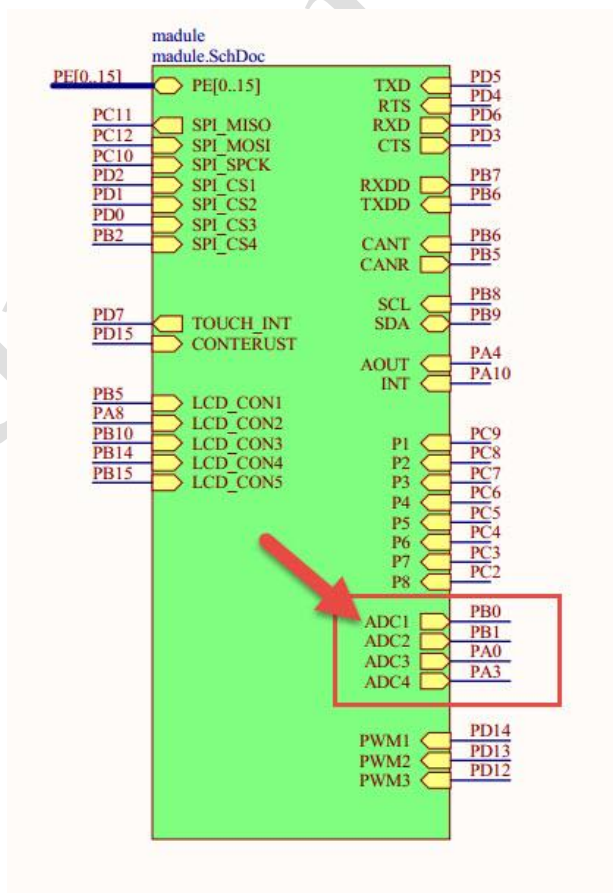 madule
madule.SchDoc
PE[0..15] PE[0..15]
PC11 SPI_MISO
PC12 SPI_MOSI
PC10 SPI_SPCK
PD2 SPI_CS1
PD1 SPI_CS2
PD0 SPI_CS3
PB2 SPI_CS4
PD7 TOUCH_INT
PD15 CONTERUST
PB5 LCD_CON1
PA8 LCD_CON2
PB10 LCD_CON3
PB14 LCD_CON4
PB15 LCD_CON5
TXD PD5
RTS PD4
RXD PD6
CTS PD3
RXDD PB7
TXDD PB6
CANT PB6
CANR PB5
SCL PB8
SDA PB9
AOUT PA4
INT PA10
P1 PC9
P2 PC8
P3 PC7
P4 PC6
P5 PC5
P6 PC4
P7 PC3
P8 PC2
ADC1 PB0
ADC2 PB1
ADC3 PA0
ADC4 PA3
PWM1 PD14
PWM2 PD13
PWM3 PD12